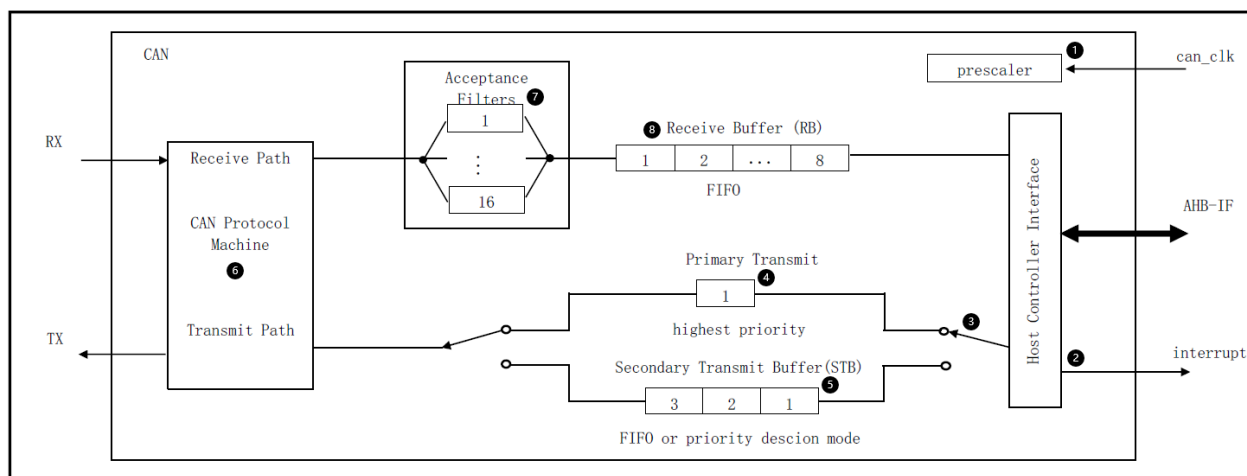 CAN
prescaler
1
can_clk
Acceptance
Filters
7
1
⋮
16
8
Receive Buffer (RB)
1 2 ... 8
FIFO
RX
Receive Path
CAN Protocol
Machine
6
Transmit Path
TX
Primary Transmit
4
1
highest priority
3
Secondary Transmit Buffer(STB)
5
3 2 1
FIFO or priority descion mode
Host Controller Interface
AHB-IF
2
interrupt